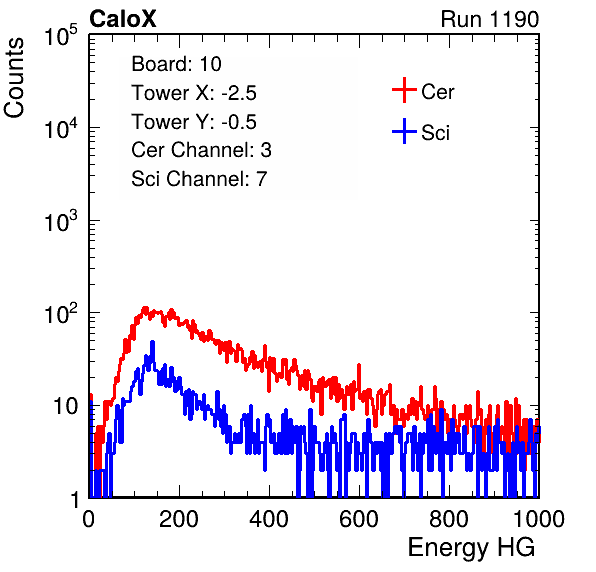 CaloX Run 1190
Counts
10^5
10^4
10^3
10^2
10
1
Board: 10
Tower X: -2.5
Tower Y: -0.5
Cer Channel: 3
Sci Channel: 7
Cer
Sci
0 200 400 600 800 1000
Energy HG